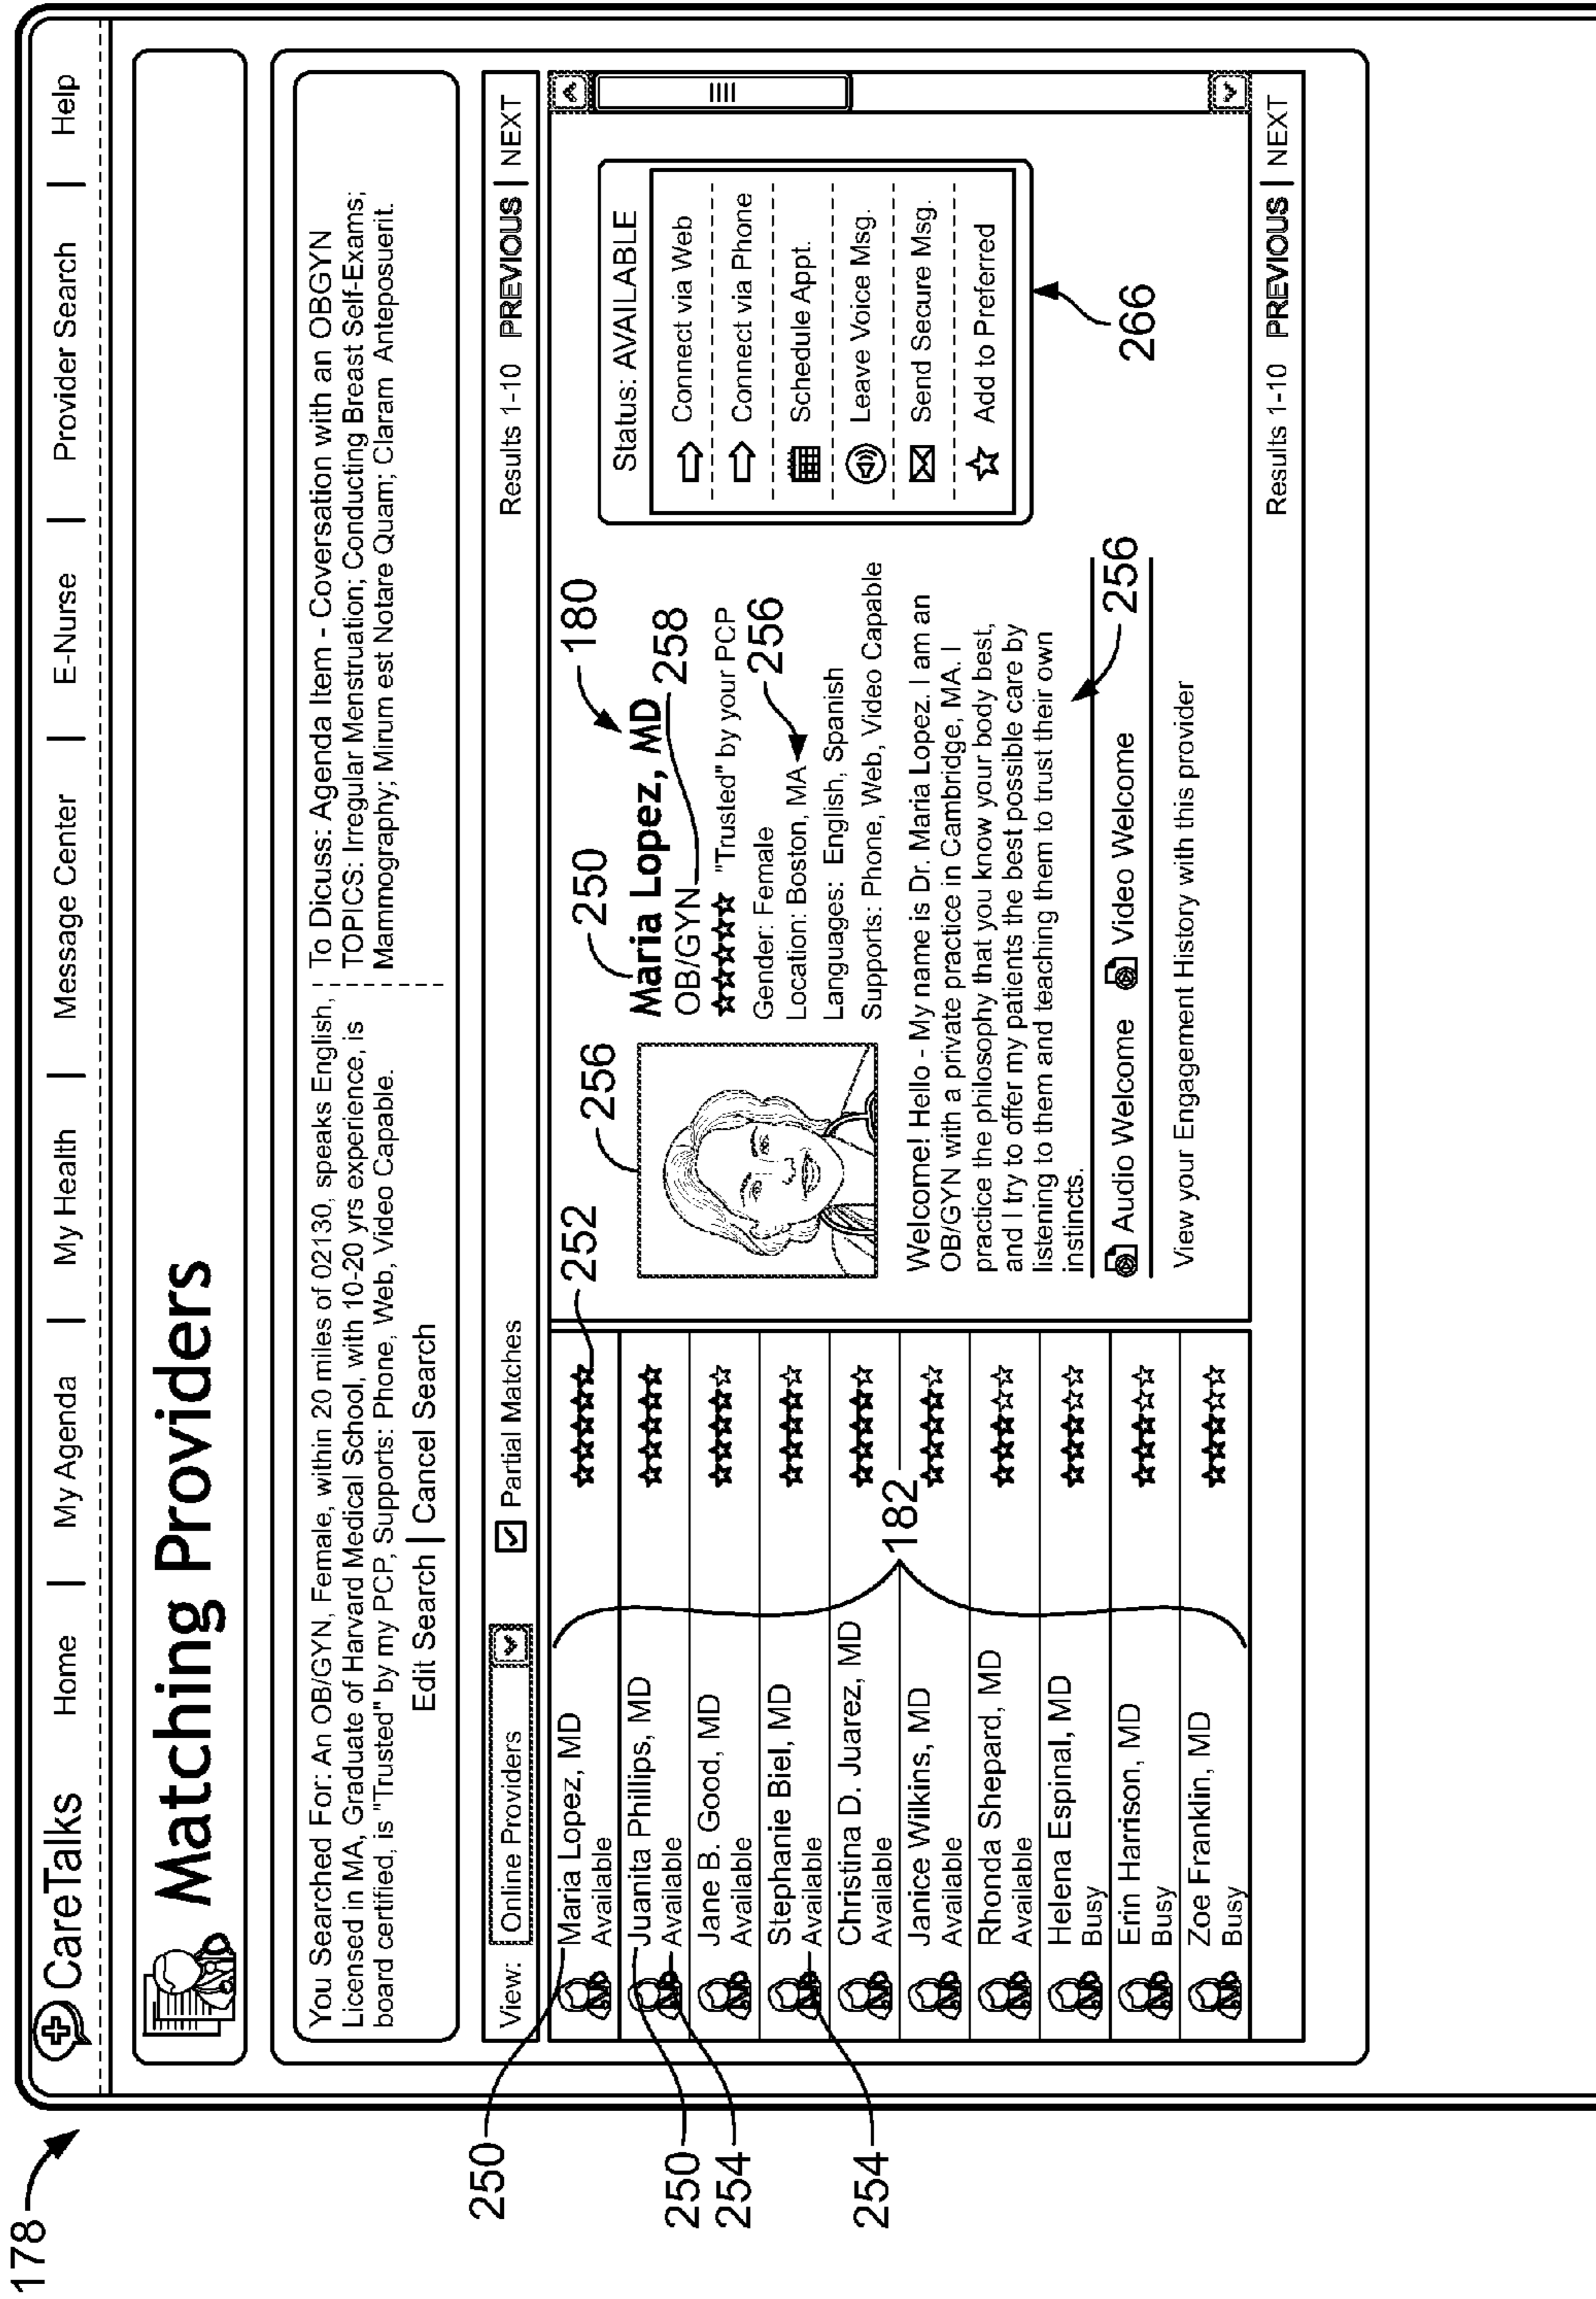 178
CareTalks
Home | My Agenda | My Health | Message Center | E-Nurse | Provider Search | Help
Matching Providers
You Searched For: An OB/GYN, Female, within 20 miles of 02130, speaks English,
Licensed in MA, Graduate of Harvard Medical School, with 10-20 yrs experience, is
board certified, is "Trusted" by my PCP, Supports: Phone, Web, Video Capable.
Edit Search | Cancel Search
To Dicuss: Agenda Item - Coversation with an OBGYN
TOPICS: Irregular Menstruation; Conducting Breast Self-Exams;
Mammography; Mirum est Notare Quam; Claram Anteposuerit.
View: Online Providers
Partial Matches
Results 1-10 PREVIOUS | NEXT
250
Maria Lopez, MD
Available
252
250
Juanita Phillips, MD
Available
254
Jane B. Good, MD
Available
Stephanie Biel, MD
Available
254
Christina D. Juarez, MD
Available
182
Janice Wilkins, MD
Available
Rhonda Shepard, MD
Available
Helena Espinal, MD
Busy
Erin Harrison, MD
Busy
Zoe Franklin, MD
Busy
256
250
180
Maria Lopez, MD
OB/GYN
258
"Trusted" by your PCP
Gender: Female
256
Location: Boston, MA
Languages: English, Spanish
Supports: Phone, Web, Video Capable
Welcome! Hello - My name is Dr. Maria Lopez. I am an
OB/GYN with a private practice in Cambridge, MA. I
practice the philosophy that you know your body best,
and I try to offer my patients the best possible care by
listening to them and teaching them to trust their own
instincts.
256
Audio Welcome Video Welcome
View your Engagement History with this provider
Status: AVAILABLE
Connect via Web
Connect via Phone
Schedule Appt.
Leave Voice Msg.
Send Secure Msg.
Add to Preferred
266
Results 1-10 PREVIOUS | NEXT